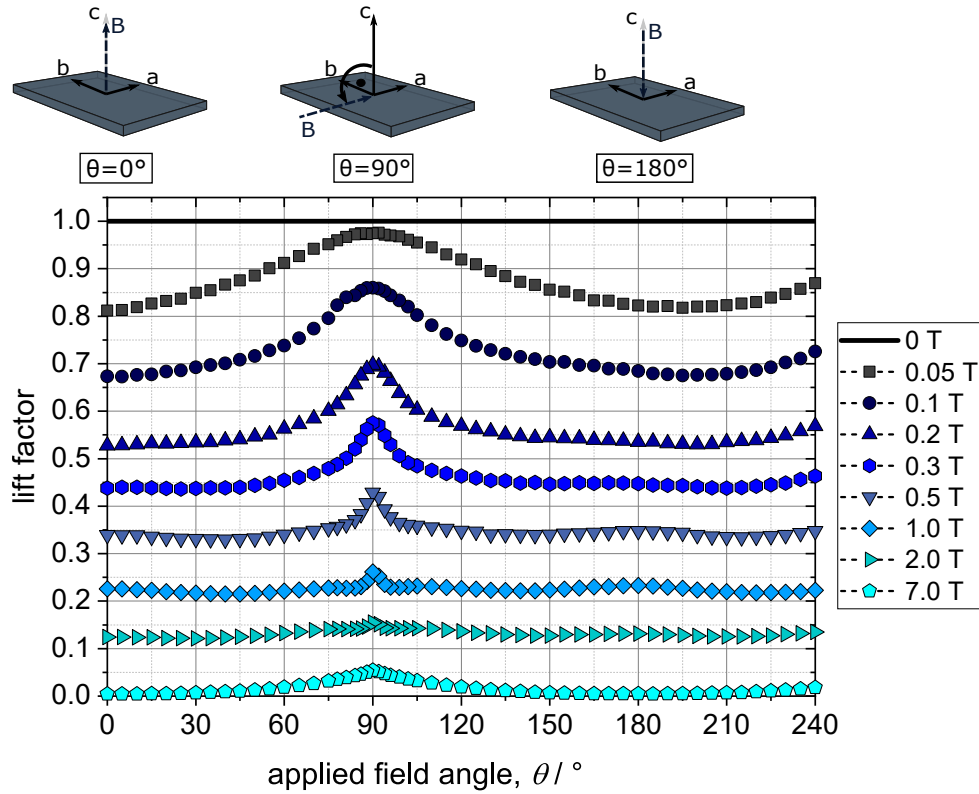 c
B
b
a
c
b
a
B
c
B
b
a
θ=0°
θ=90°
θ=180°
1.0
0.9
0.8
0.7
0.6
0.5
0.4
0.3
0.2
0.1
0.0
lift factor
0 30 60 90 120 150 180 210 240
applied field angle, θ / °
0 T
0.05 T
0.1 T
0.2 T
0.3 T
0.5 T
1.0 T
2.0 T
7.0 T